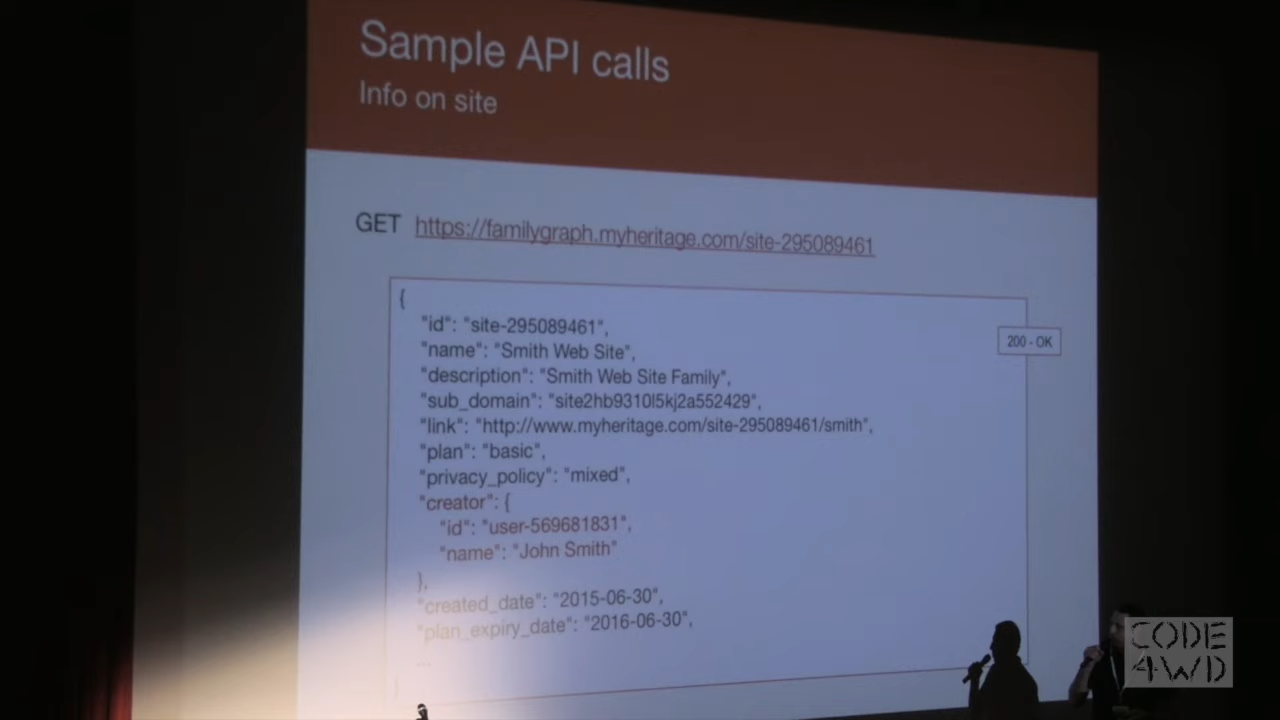 Sample API calls
Info on site
GET https://familygraph.myheritage.com/site-295089461
{
"id": "site-295089461",
"name": "Smith Web Site",
"description": "Smith Web Site Family",
"sub_domain": "site2hb9310l5kj2a552429",
"link": "http://www.myheritage.com/site-295089461/smith",
"plan": "basic",
"privacy_policy": "mixed",
"creator": {
"id": "user-569681831",
"name": "John Smith"
},
"created_date": "2015-06-30",
"plan_expiry_date": "2016-06-30",
...
}
200 - OK
CODE
4WD